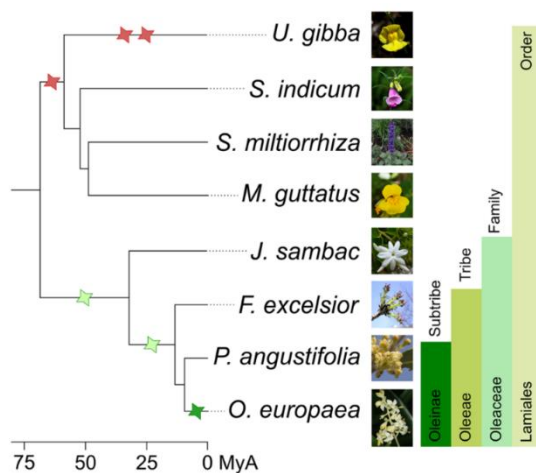 U. gibba
S. indicum
S. miltiorrhiza
M. guttatus
J. sambac
F. excelsior
P. angustifolia
O. europaea
75 50 25 0 MyA
Subtribe
Tribe
Family
Order
Oleinae
Oleeae
Oleaceae
Lamiales